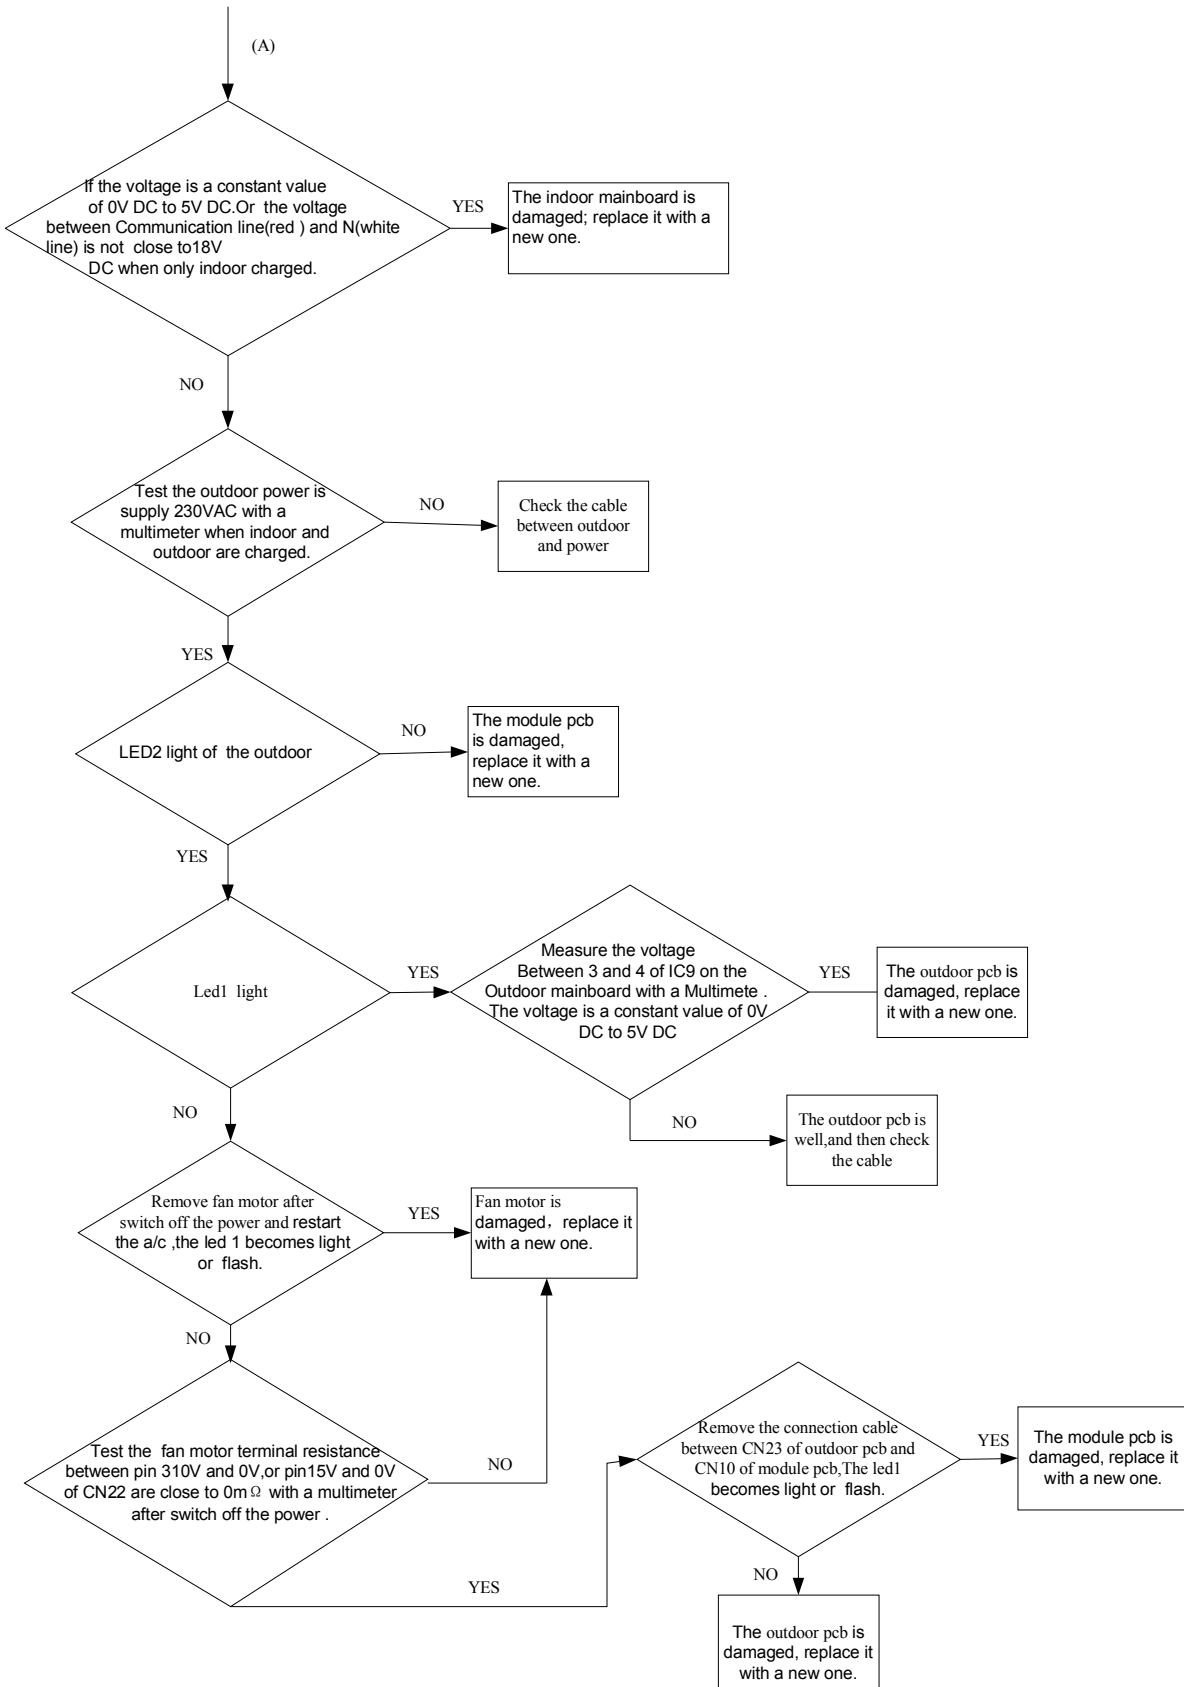 (A)
If the voltage is a constant value
of 0V DC to 5V DC.Or the voltage
between Communication line(red ) and N(white
line) is not close to18V
DC when only indoor charged.
YES
The indoor mainboard is
damaged; replace it with a
new one.
NO
Test the outdoor power is
supply 230VAC with a
multimeter when indoor and
outdoor are charged.
NO
Check the cable
between outdoor
and power
YES
LED2 light of the outdoor
NO
The module pcb
is damaged,
replace it with a
new one.
YES
Led1 light
YES
Measure the voltage
Between 3 and 4 of IC9 on the
Outdoor mainboard with a Multimete .
The voltage is a constant value of 0V
DC to 5V DC
YES
The outdoor pcb is
damaged, replace
it with a new one.
NO
The outdoor pcb is
well,and then check
the cable
NO
Remove fan motor after
switch off the power and restart
the a/c ,the led 1 becomes light
or flash.
YES
Fan motor is
damaged，replace it
with a new one.
NO
Test the fan motor terminal resistance
between pin 310V and 0V,or pin15V and 0V
of CN22 are close to 0mΩ with a multimeter
after switch off the power .
NO
YES
Remove the connection cable
between CN23 of outdoor pcb and
CN10 of module pcb,The led1
becomes light or flash.
YES
The module pcb is
damaged, replace it
with a new one.
NO
The outdoor pcb is
damaged, replace it
with a new one.